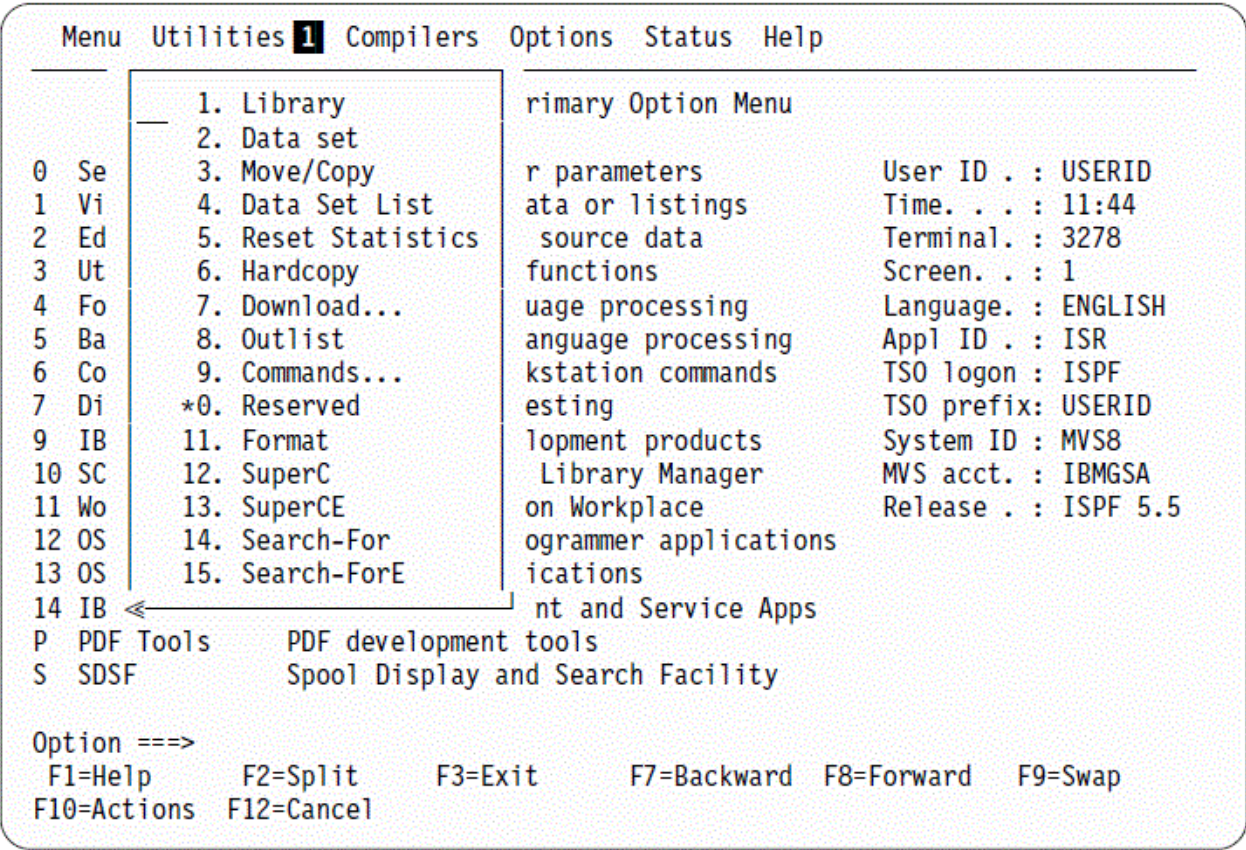 Menu Utilities 1 Compilers Options Status Help
1. Library rimary Option Menu
2. Data set
0 Se 3. Move/Copy r parameters User ID . : USERID
1 Vi 4. Data Set List ata or listings Time. . . : 11:44
2 Ed 5. Reset Statistics source data Terminal. : 3278
3 Ut 6. Hardcopy functions Screen. . : 1
4 Fo 7. Download... uage processing Language. : ENGLISH
5 Ba 8. Outlist anguage processing Appl ID . : ISR
6 Co 9. Commands... kstation commands TSO logon : ISPF
7 Di *0. Reserved esting TSO prefix: USERID
9 IB 11. Format lopment products System ID : MVS8
10 SC 12. SuperC Library Manager MVS acct. : IBMGSA
11 Wo 13. SuperCE on Workplace Release . : ISPF 5.5
12 OS 14. Search-For ogrammer applications
13 OS 15. Search-ForE ications
14 IB nt and Service Apps
P PDF Tools PDF development tools
S SDSF Spool Display and Search Facility
Option ===>
F1=Help F2=Split F3=Exit F7=Backward F8=Forward F9=Swap
F10=Actions F12=Cancel